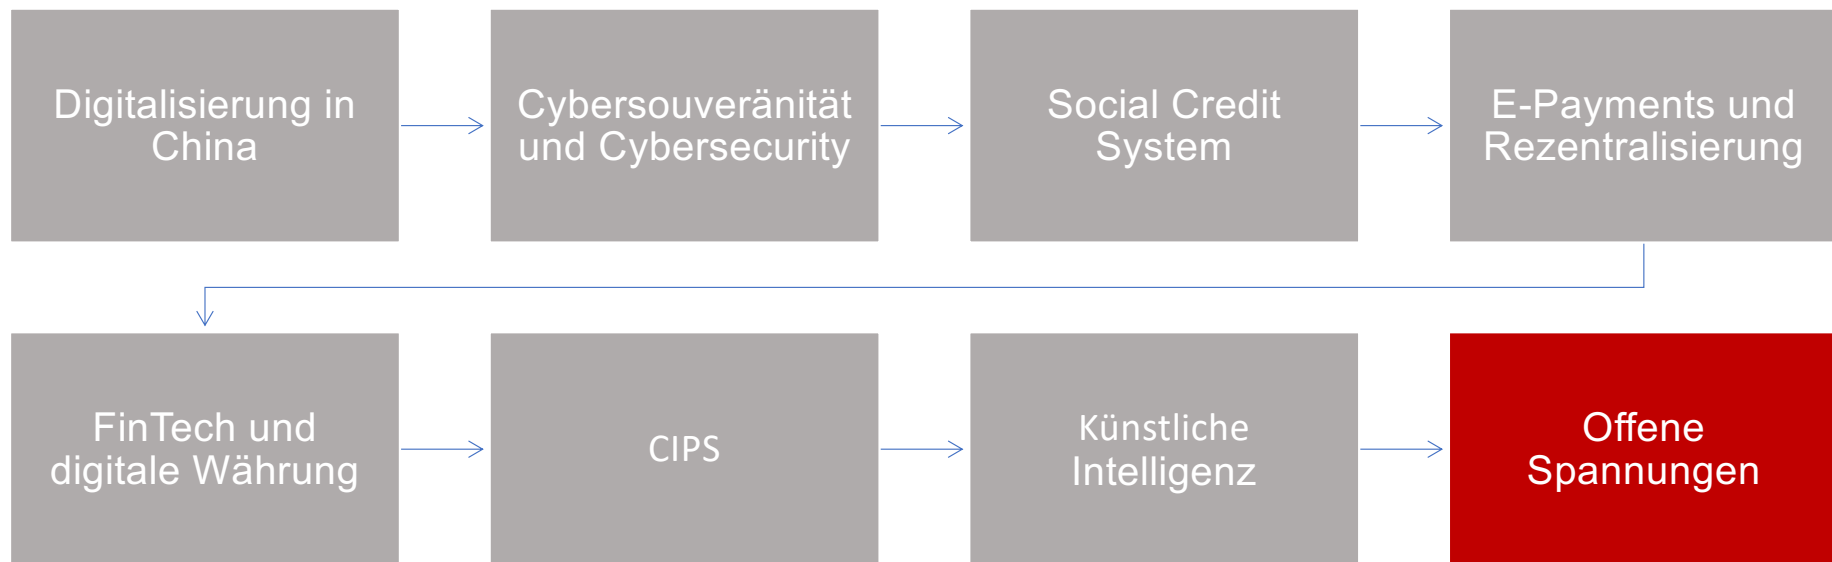 Digitalisierung in
China
Cybersouveränität
und Cybersecurity
Social Credit
System
E-Payments und
Rezentralisierung
FinTech und
digitale Währung
CIPS
Künstliche
Intelligenz
Offene
Spannungen